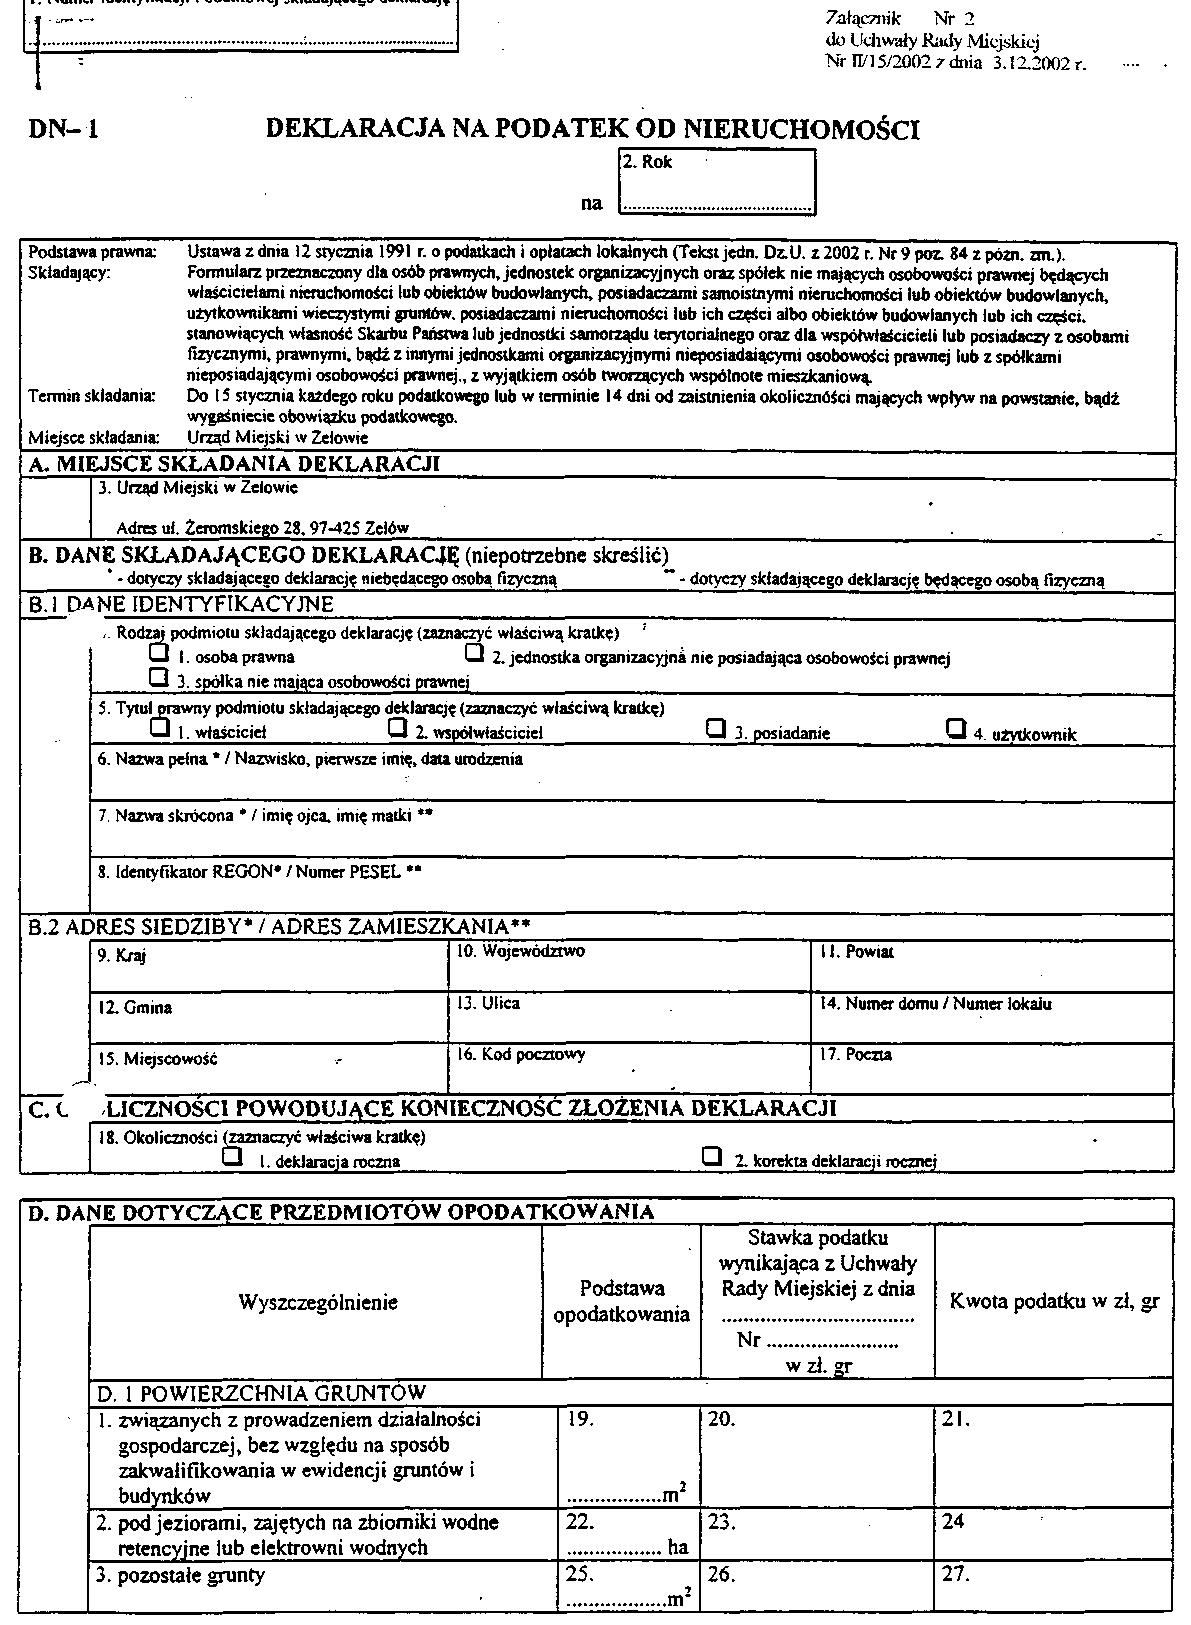 1. Numer Identyfikacji Podatkowej składającego deklarację
Załącznik Nr 2
do Uchwały Rady Miejskiej
Nr II/15/2002 z dnia 3.12.2002 r.
DN– 1 DEKLARACJA NA PODATEK OD NIERUCHOMOŚCI
2. Rok
na
Podstawa prawna: Ustawa z dnia 12 stycznia 1991 r. o podatkach i opłatach lokalnych (Tekst jedn. Dz.U. z 2002 r. Nr 9 poz. 84 z pózn. zm.).
Składający: Formularz przeznaczony dla osób prawnych, jednostek organizacyjnych oraz spółek nie mających osobowości prawnej będących
właścicielami nieruchomości lub obiektów budowlanych, posiadaczami samoistnymi nieruchomości lub obiektów budowlanych,
użytkownikami wieczystymi gruntów, posiadaczami nieruchomości lub ich części albo obiektów budowlanych lub ich części,
stanowiących własność Skarbu Państwa lub jednostki samorządu terytorialnego oraz dla współwłaścicieli lub posiadaczy z osobami
fizycznymi, prawnymi, bądź z innymi jednostkami organizacyjnymi nieposiadającymi osobowości prawnej lub z spółkami
nieposiadającymi osobowości prawnej., z wyjątkiem osób tworzących wspólnote mieszkaniową.
Termin składania: Do 15 stycznia każdego roku podatkowego lub w terminie 14 dni od zaistnienia okoliczności mających wpływ na powstanie, bądź
wygaśniecie obowiązku podatkowego.
Miejsce składania: Urząd Miejski w Zelowie
A. MIEJSCE SKŁADANIA DEKLARACJI
3. Urząd Miejski w Zelowie
Adres ul. Żeromskiego 28, 97-425 Zelów
B. DANE SKŁADAJĄCEGO DEKLARACJĘ (niepotrzebne skreślić)
* - dotyczy składającego deklarację niebędącego osobą fizyczną ** - dotyczy składającego deklarację będącego osobą fizyczną
B.1 DANE IDENTYFIKACYJNE
. Rodzaj podmiotu składającego deklarację (zaznaczyć właściwą kratkę)
1. osoba prawna 2. jednostka organizacyjna nie posiadająca osobowości prawnej
3. spółka nie mająca osobowości prawnej
5. Tytuł prawny podmiotu składającego deklarację (zaznaczyć właściwą kratkę)
1. właściciel 2. współwłaściciel 3. posiadanie 4. użytkownik
6. Nazwa pełna * / Nazwisko, pierwsze imię, data urodzenia
7. Nazwa skrócona * / imię ojca, imię matki **
8. Identyfikator REGON* / Numer PESEL **
B.2 ADRES SIEDZIBY* / ADRES ZAMIESZKANIA**
9. Kraj 10. Województwo 11. Powiat
12. Gmina 13. Ulica 14. Numer domu / Numer lokalu
15. Miejscowość 16. Kod pocztowy 17. Poczta
C. O LICZNOŚCI POWODUJĄCE KONIECZNOŚĆ ZŁOŻENIA DEKLARACJI
18. Okoliczności (zaznaczyć właściwa kratkę)
1. deklaracja roczna 2. korekta deklaracji rocznej
D. DANE DOTYCZĄCE PRZEDMIOTÓW OPODATKOWANIA
Wyszczególnienie
Podstawa
opodatkowania
Stawka podatku
wynikająca z Uchwały
Rady Miejskiej z dnia
..................................
Nr ........................
w zł. gr
Kwota podatku w zł, gr
D. 1 POWIERZCHNIA GRUNTÓW
1. związanych z prowadzeniem działalności 19. 20. 21.
gospodarczej, bez względu na sposób
zakwalifikowania w ewidencji gruntów i
budynków .................m²
2. pod jeziorami, zajętych na zbiorniki wodne 22. 23. 24
retencyjne lub elektrowni wodnych ................. ha
3. pozostałe grunty 25. 26. 27.
..................m²